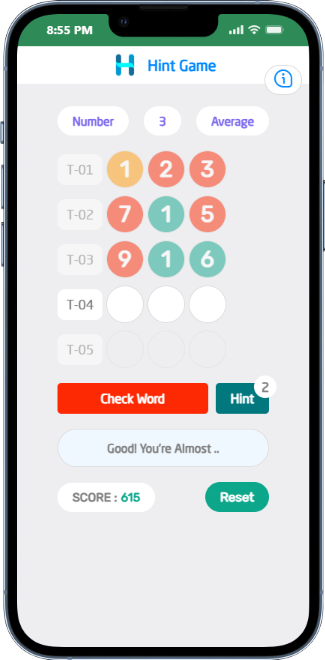 8:55 PM
Hint Game
Number 3 Average
T-01 1 2 3
T-02 7 1 5
T-03 9 1 6
T-04
T-05
Check Word Hint 2
Good! You're Almost ..
SCORE : 615 Reset